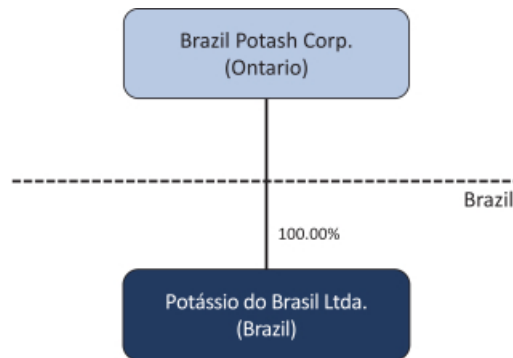 Brazil Potash Corp.
(Ontario)
Brazil
100.00%
Potássio do Brasil Ltda.
(Brazil)